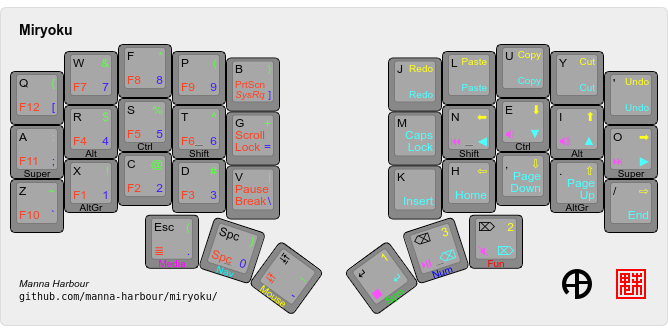 Miryoku
Q F12 [
W & F7 7
F * F8 8
P ( F9 9
B PrtScn SysRq ]
J Redo Redo
L Paste Paste
U Copy Copy
Y Cut Cut
' Undo Undo
A F11 ; Super
R $ F4 4 Alt
S % F5 5 Ctrl
T ^ F6 6 Shift
G Scroll Lock =
M Caps Lock
N Shift
E Ctrl
I Alt
O Super
Z F10
X ! F1 1 AltGr
C @ F2 2
D # F3 3
V Pause Break \
K Insert
H Home
, Page Down
. Page Up AltGr
/ End
Esc ( . Media
Spc Spc 0 Nav
Mouse
1
3 Num
2 Fun
Manna Harbour
github.com/manna-harbour/miryoku/